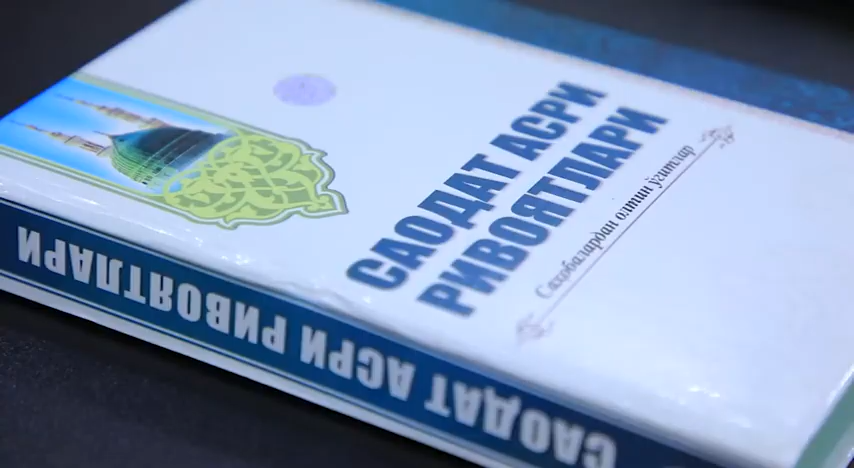 САОДАТ АСРИ
РИВОЯТЛАРИ
Саҳобалардан олтин ўгитлар
САОДАТ АСРИ РИВОЯТЛАРИ